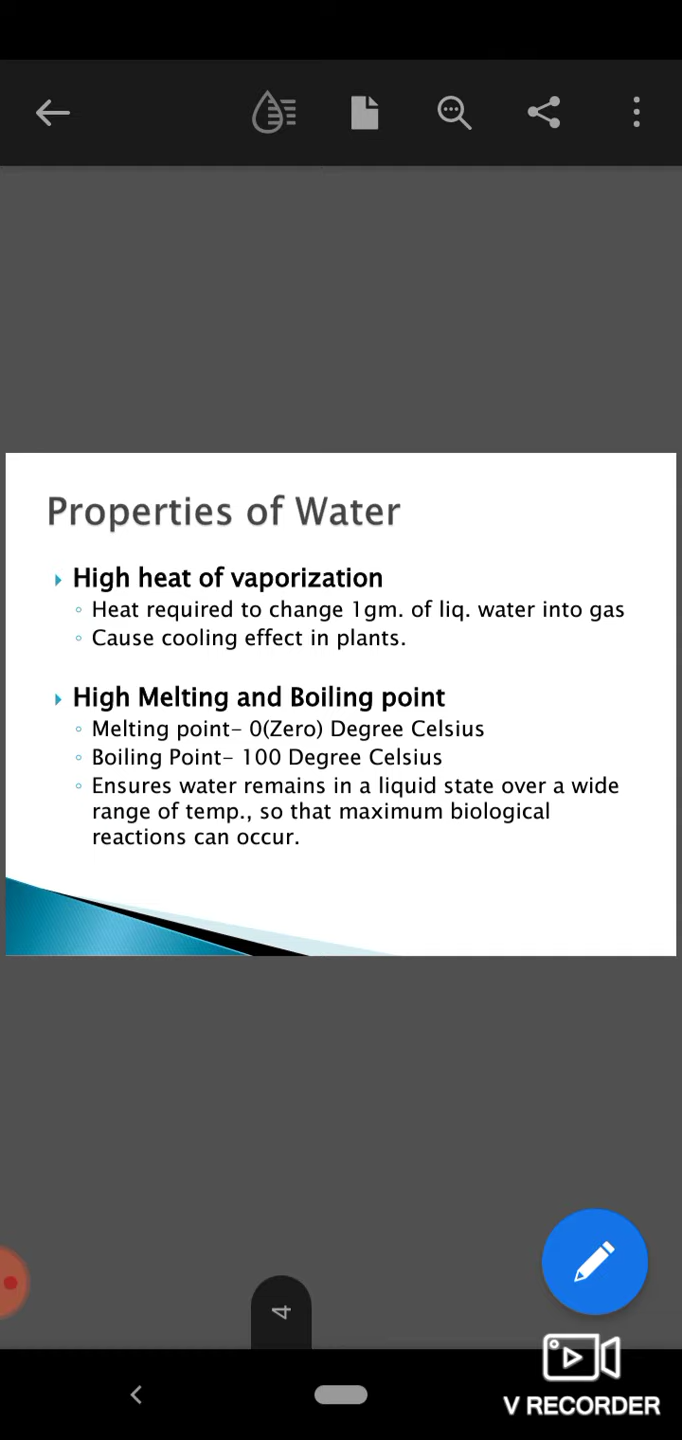 Properties of Water
High heat of vaporization
Heat required to change 1gm. of liq. water into gas
Cause cooling effect in plants.
High Melting and Boiling point
Melting point- 0(Zero) Degree Celsius
Boiling Point- 100 Degree Celsius
Ensures water remains in a liquid state over a wide
range of temp., so that maximum biological
reactions can occur.
4
V RECORDER